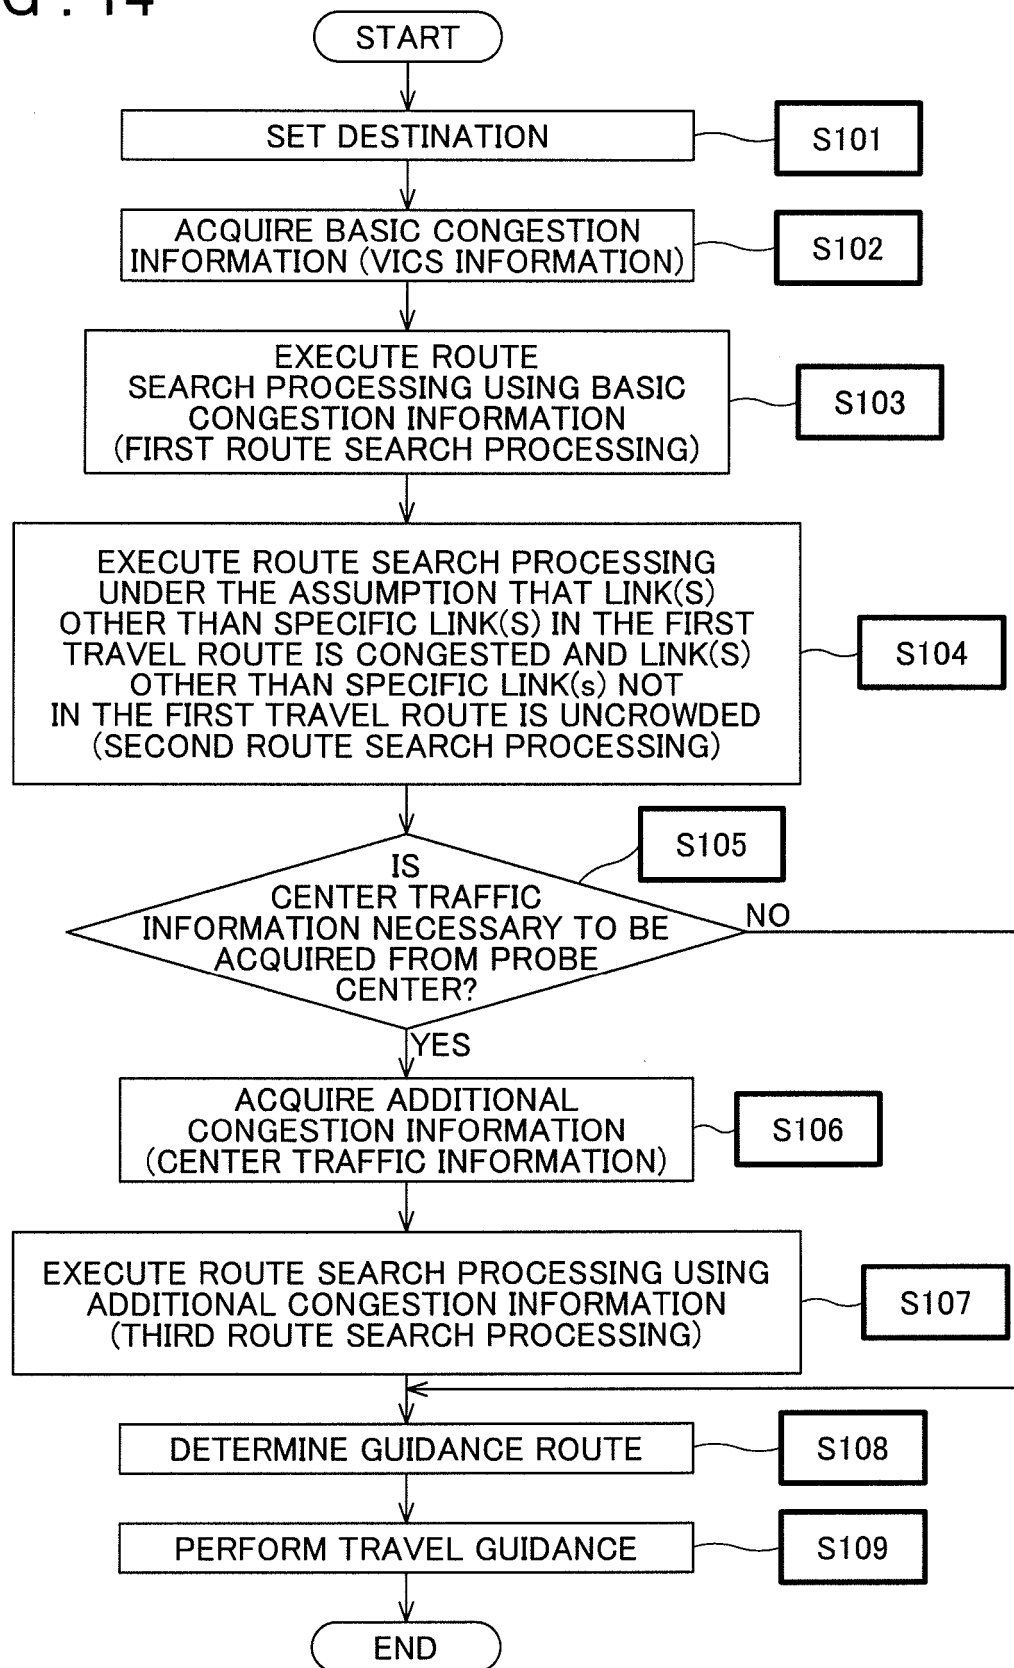 G . 14
START
SET DESTINATION
S101
ACQUIRE BASIC CONGESTION
INFORMATION (VICS INFORMATION)
S102
EXECUTE ROUTE
SEARCH PROCESSING USING BASIC
CONGESTION INFORMATION
(FIRST ROUTE SEARCH PROCESSING)
S103
EXECUTE ROUTE SEARCH PROCESSING
UNDER THE ASSUMPTION THAT LINK(S)
OTHER THAN SPECIFIC LINK(S) IN THE FIRST
TRAVEL ROUTE IS CONGESTED AND LINK(S)
OTHER THAN SPECIFIC LINK(s) NOT
IN THE FIRST TRAVEL ROUTE IS UNCROWDED
(SECOND ROUTE SEARCH PROCESSING)
S104
IS
CENTER TRAFFIC
INFORMATION NECESSARY TO BE
ACQUIRED FROM PROBE
CENTER?
S105
NO
YES
ACQUIRE ADDITIONAL
CONGESTION INFORMATION
(CENTER TRAFFIC INFORMATION)
S106
EXECUTE ROUTE SEARCH PROCESSING USING
ADDITIONAL CONGESTION INFORMATION
(THIRD ROUTE SEARCH PROCESSING)
S107
DETERMINE GUIDANCE ROUTE
S108
PERFORM TRAVEL GUIDANCE
S109
END